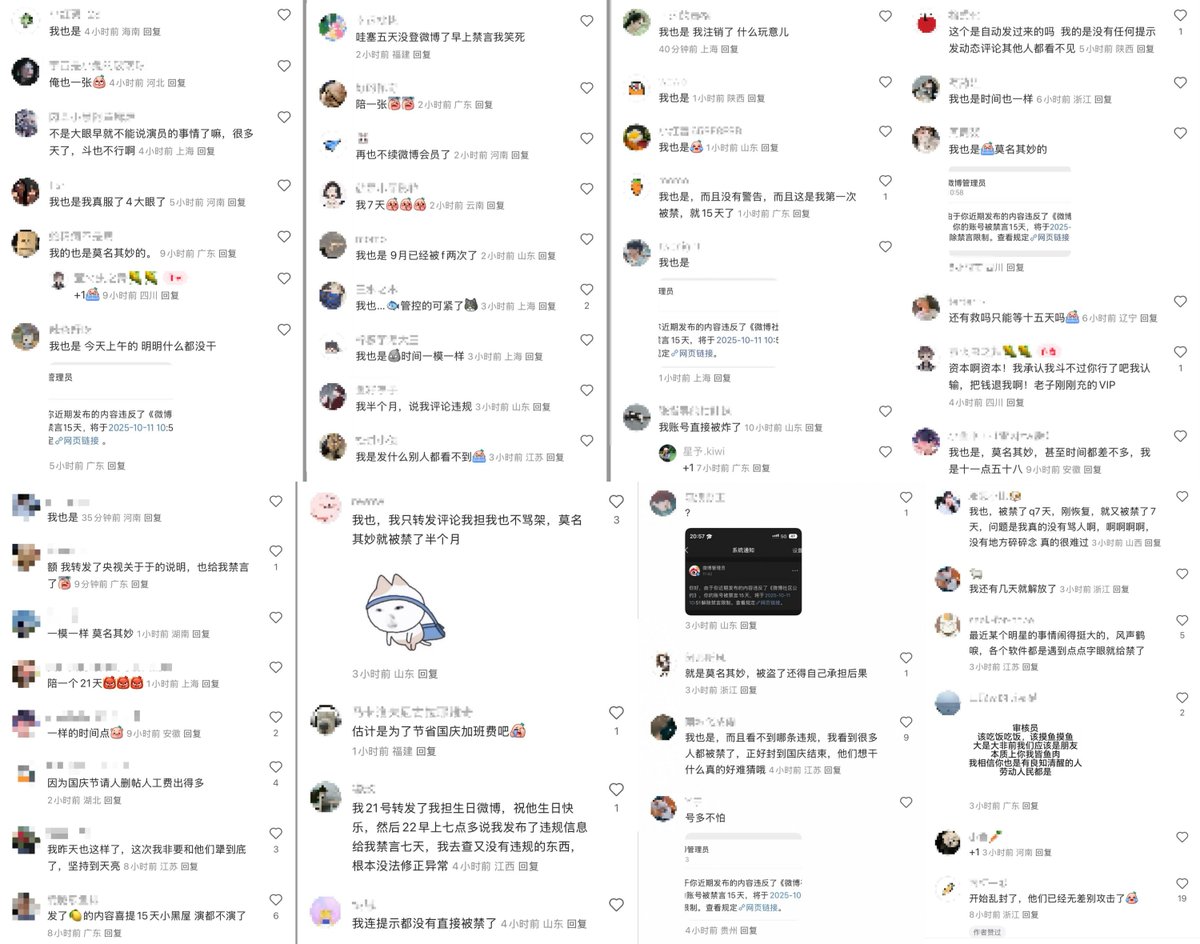 我也是 4小时前 海南 回复
俺也一张 4小时前 河北 回复
不是大眼早就不能说演员的事情了嘛，很多
天了，斗也不行啊 4小时前 上海 回复
我也是我真服了4大眼了 5小时前 河南 回复
我的也是莫名其妙的。 9小时前 广东 回复
+1 9小时前 四川 回复
我也是 今天上午的 明明什么都没干
管理员
近期发布的内容违反了《微博
言15天，将于2025-10-11 10:5
网页链接 。
5小时前 广东 回复
哇塞五天没登微博了早上禁言我笑死
2小时前 福建 回复
陪一张 2小时前 广东 回复
再也不续微博会员了 2小时前 河南 回复
我7天 2小时前 云南 回复
momo
我也是 9月已经被f两次了 2小时前 山东 回复
我也...🐟管控的可紧了 3小时前 上海 回复
2
我也是时间一模一样 3小时前 上海 回复
我半个月，说我评论违规 3小时前 山东 回复
我是发什么别人都看不到 3小时前 江苏 回复
我也是 我注销了 什么玩意儿
40分钟前 上海 回复
我也是 1小时前 陕西 回复
我也是 1小时前 山东 回复
momo
我也是，而且没有警告，而且这是我第一次
被禁，就15天了 1小时前 广东 回复
1
我也是
理员
近期发布的内容违反了《微博社
言15天，将于 2025-10-11 10:5
定 网页链接。
1小时前 上海 回复
我账号直接被炸了 10小时前 山东 回复
星予.kiwi
+1 7小时前 广东 回复
这个是自动发过来的吗 我的是没有任何提示
发动态评论其他人都看不见 5小时前 陕西 回复
1
我也是时间也一样 6小时前 浙江 回复
我也是莫名其妙的
微博管理员
0:58
由于你近期发布的内容违反了《微博
你的账号被禁言15天，将于2025-
除禁言限制。查看规定 网页链接
四川 回复
还有救吗只能等十五天吗 6小时前 辽宁 回复
资本啊资本！我承认我斗不过你行了吧我认
输，把钱退我啊！老子刚刚充的VIP
4小时前 四川 回复
1
我也是，莫名其妙，甚至时间都差不多，我
是十一点五十八 9小时前 安徽 回复
我也是 35分钟前 河南 回复
额 我转发了央视关于于的说明，也给我禁言
了 9分钟前 广东 回复
1
一模一样 莫名其妙 1小时前 湖南 回复
陪一个21天 1小时前 上海 回复
一样的时间点 9小时前 安徽 回复
2
因为国庆节请人删帖人工费出得多
2小时前 湖北 回复
4
我昨天也这样了，这次我非要和他们犟到底
了，坚持到天亮 8小时前 江苏 回复
3
发了🍋的内容喜提15天小黑屋 演都不演了
8小时前 广东 回复
6
我也，我只转发评论我担我也不骂架，莫名
其妙就被禁了半个月
3
3小时前 山东 回复
估计是为了节省国庆加班费吧
1小时前 福建 回复
1
我21号转发了我担生日微博，祝他生日快
乐，然后22早上七点多说我发布了违规信息
给我禁言七天，我去查又没有违规的东西，
根本没法修正异常 4小时前 江西 回复
1
我连提示都没有直接被禁了 4小时前 山东 回复
?
1
20:57
系统通知
微博管理员
你好，由于你近期发布的内容违反了《微博社区公
约》，你的账号被禁言15天，将于 2025-10-11
10:51解除禁言限制。查看规定 网页链接。
3小时前 山东 回复
就是莫名其妙，被盗了还得自己承担后果
3小时前 浙江 回复
1
我也是，而且看不到哪条违规，我看到很多
人都被禁了，正好封到国庆结束，他们想干
什么真的好难猜哦 4小时前 江苏 回复
9
号多不怕
管理员
3
于你近期发布的内容违反了《微博
账号被禁言15天，将于2025-10
限制。查看规定 网页链接。
4小时前 贵州 回复
我也，被禁了q7天，刚恢复，就又被禁了7
天，问题是我真的没有骂人啊，啊啊啊啊，
没有地方碎碎念 真的很难过 3小时前 山西 回复
我还有几天就解放了 3小时前 浙江 回复
最近某个明星的事情闹得挺大的，风声鹤
唳，各个软件都是遇到点点字眼就给禁了
3小时前 江苏 回复
5
2
审核员
该吃饭吃饭，该摸鱼摸鱼
大是大非前我们应该是朋友
本质上你我皆鱼肉
我相信你也是有良知清醒的人
劳动人民都是
3小时前 广东 回复
+1 3小时前 河南 回复
开始乱封了，他们已经无差别攻击了
8小时前 浙江 回复
19
作者赞过